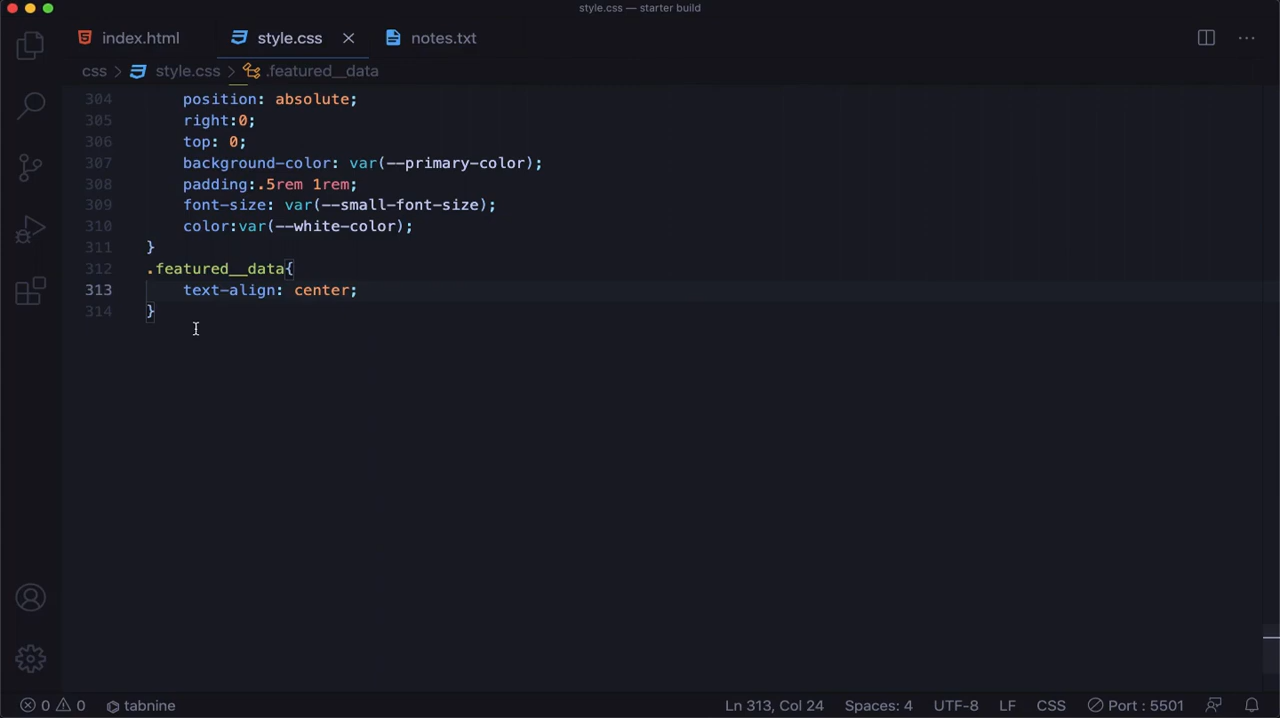 style.css — starter build
index.html style.css notes.txt
css > style.css > .featured__data
304 position: absolute;
305 right:0;
306 top: 0;
307 background-color: var(--primary-color);
308 padding:.5rem 1rem;
309 font-size: var(--small-font-size);
310 color:var(--white-color);
311 }
312 .featured__data{
313 text-align: center;
314 }
0 0 tabnine Ln 313, Col 24 Spaces: 4 UTF-8 LF CSS Port : 5501